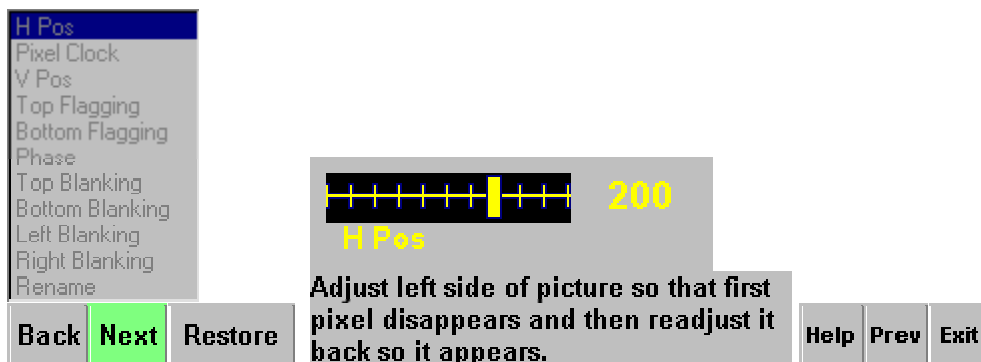 H Pos
Pixel Clock
V Pos
Top Flagging
Bottom Flagging
Phase
Top Blanking
Bottom Blanking
Left Blanking
Right Blanking
Rename
Back Next Restore
200
H Pos
Adjust left side of picture so that first
pixel disappears and then readjust it
back so it appears.
Help Prev Exit